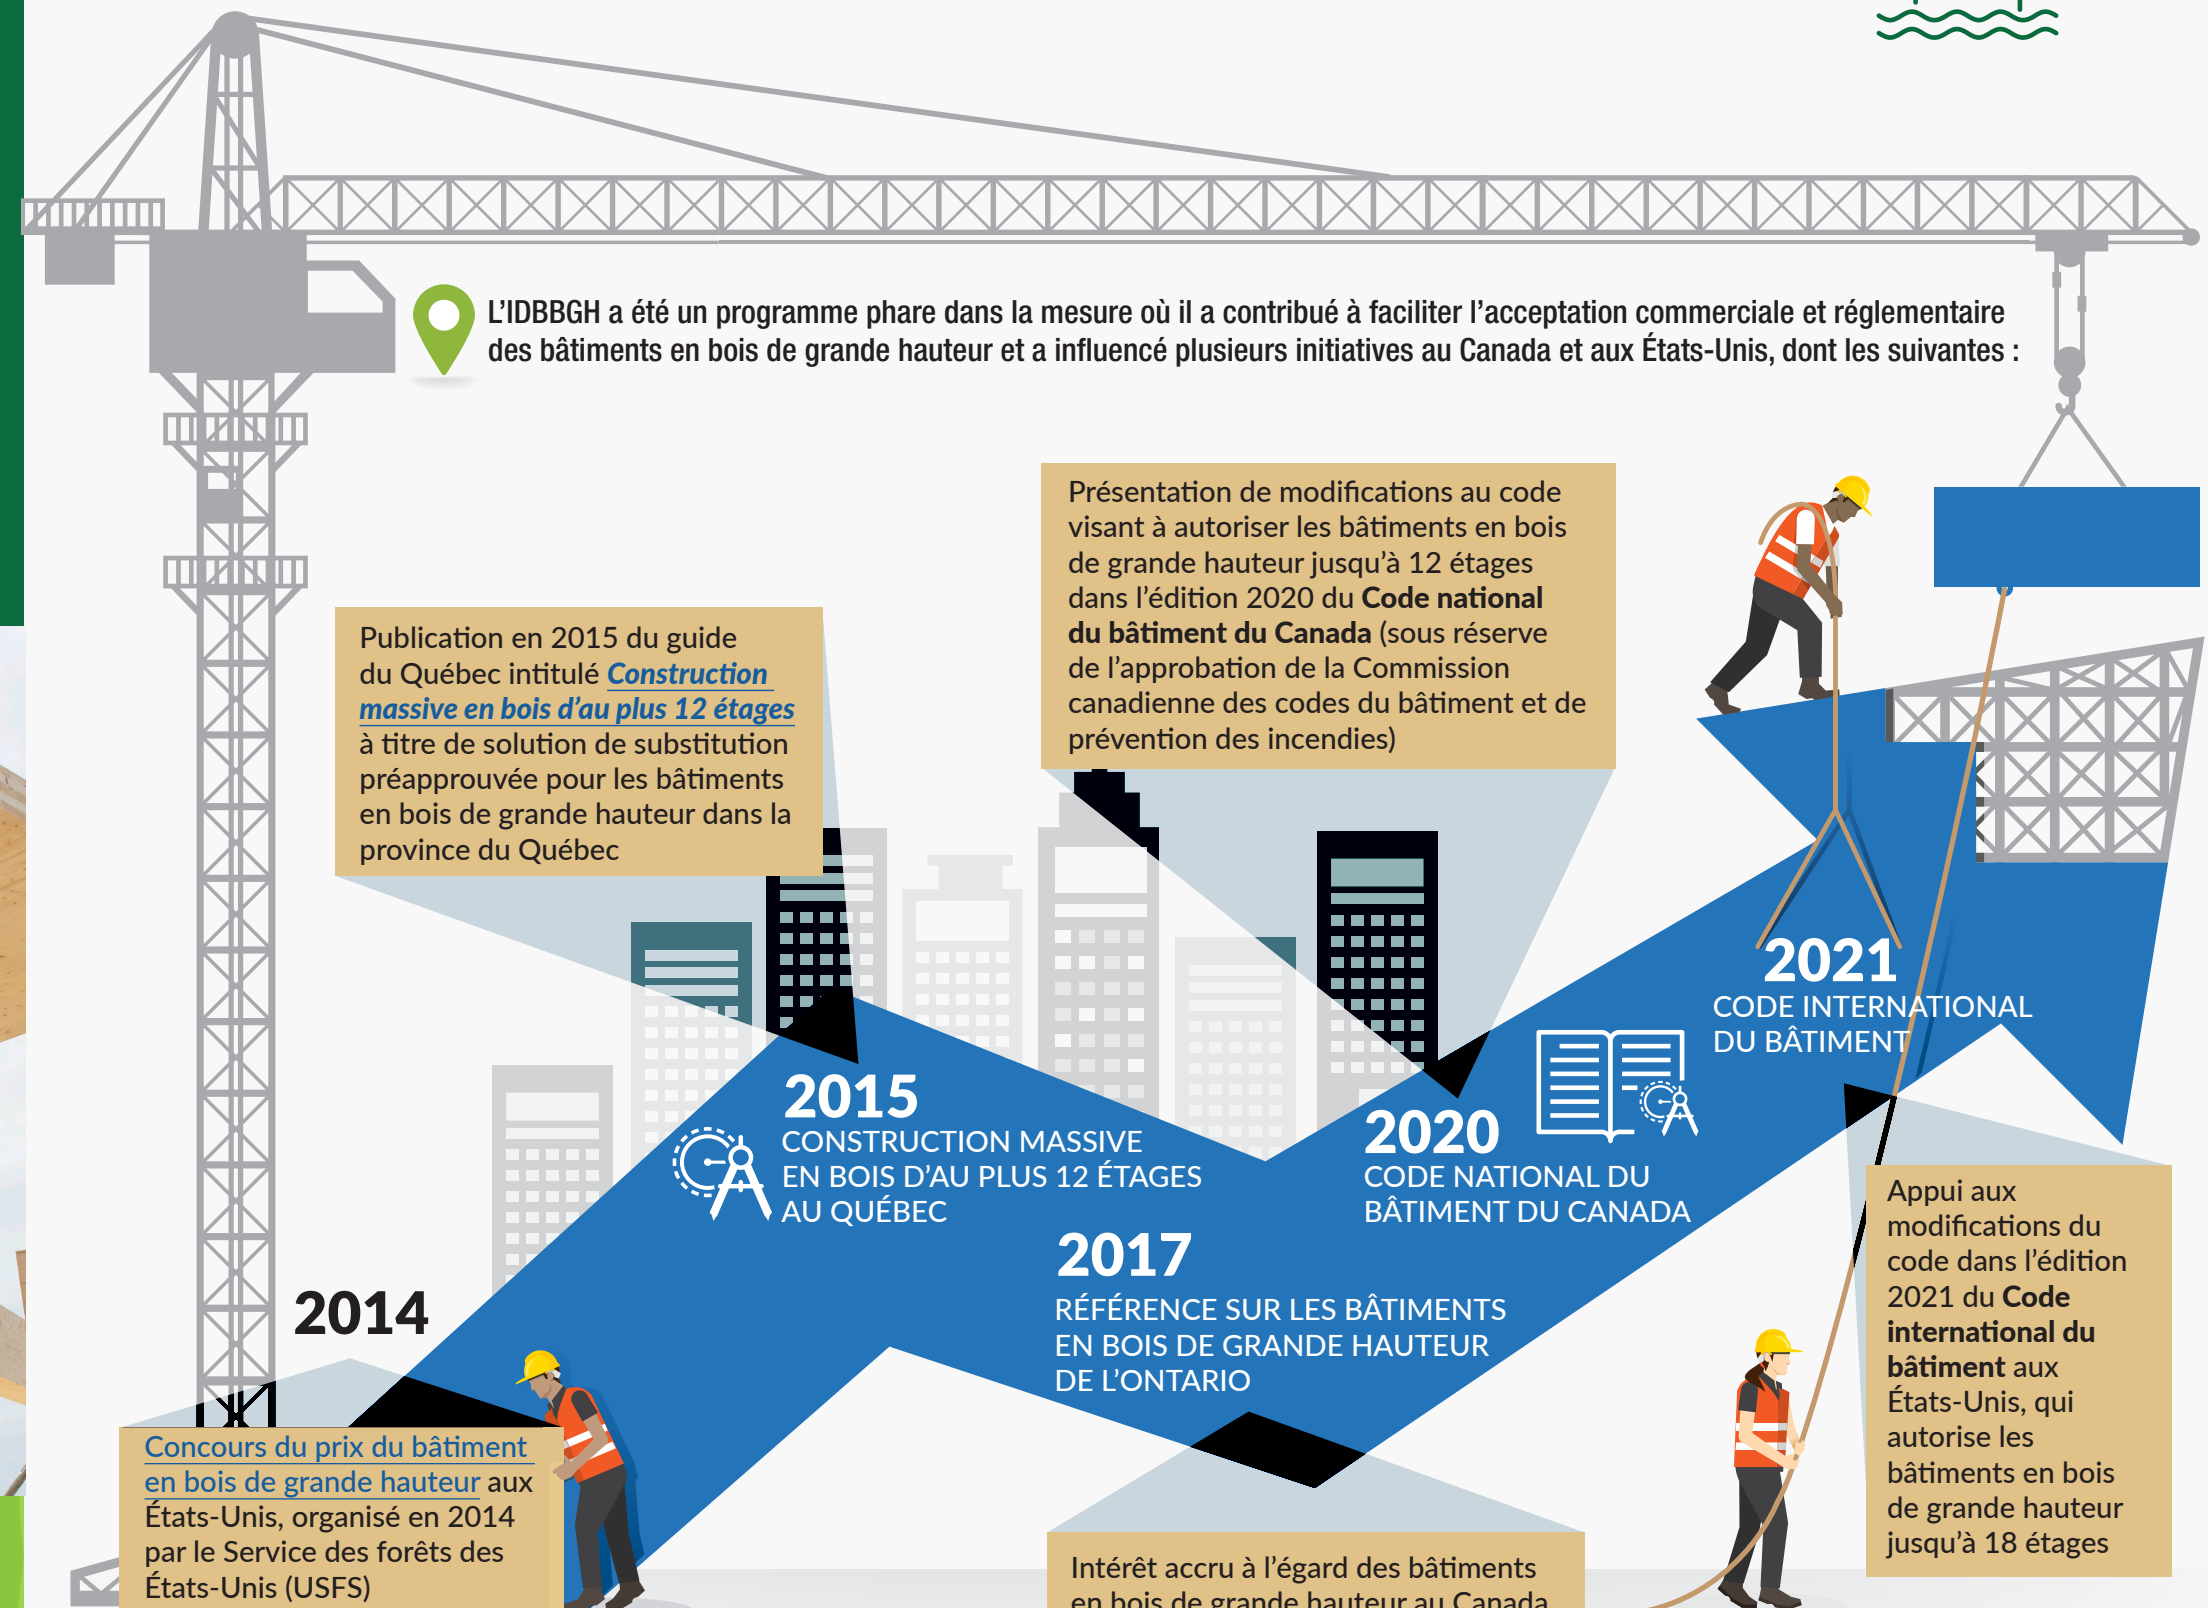 L’IDBBGH a été un programme phare dans la mesure où il a contribué à faciliter l’acceptation commerciale et réglementaire
des bâtiments en bois de grande hauteur et a influencé plusieurs initiatives au Canada et aux États-Unis, dont les suivantes :
Présentation de modifications au code
visant à autoriser les bâtiments en bois
de grande hauteur jusqu’à 12 étages
dans l’édition 2020 du Code national
du bâtiment du Canada (sous réserve
de l’approbation de la Commission
canadienne des codes du bâtiment et de
prévention des incendies)
Publication en 2015 du guide
du Québec intitulé Construction
massive en bois d’au plus 12 étages
à titre de solution de substitution
préapprouvée pour les bâtiments
en bois de grande hauteur dans la
province du Québec
2021
CODE INTERNATIONAL
DU BÂTIMENT
2015
CONSTRUCTION MASSIVE
EN BOIS D’AU PLUS 12 ÉTAGES
AU QUÉBEC
2020
CODE NATIONAL DU
BÂTIMENT DU CANADA
2017
RÉFÉRENCE SUR LES BÂTIMENTS
EN BOIS DE GRANDE HAUTEUR
DE L’ONTARIO
Appui aux
modifications du
code dans l’édition
2021 du Code
international du
bâtiment aux
États-Unis, qui
autorise les
bâtiments en bois
de grande hauteur
jusqu’à 18 étages
2014
Concours du prix du bâtiment
en bois de grande hauteur aux
États-Unis, organisé en 2014
par le Service des forêts des
États-Unis (USFS)
Intérêt accru à l’égard des bâtiments
en bois de grande hauteur au Canada